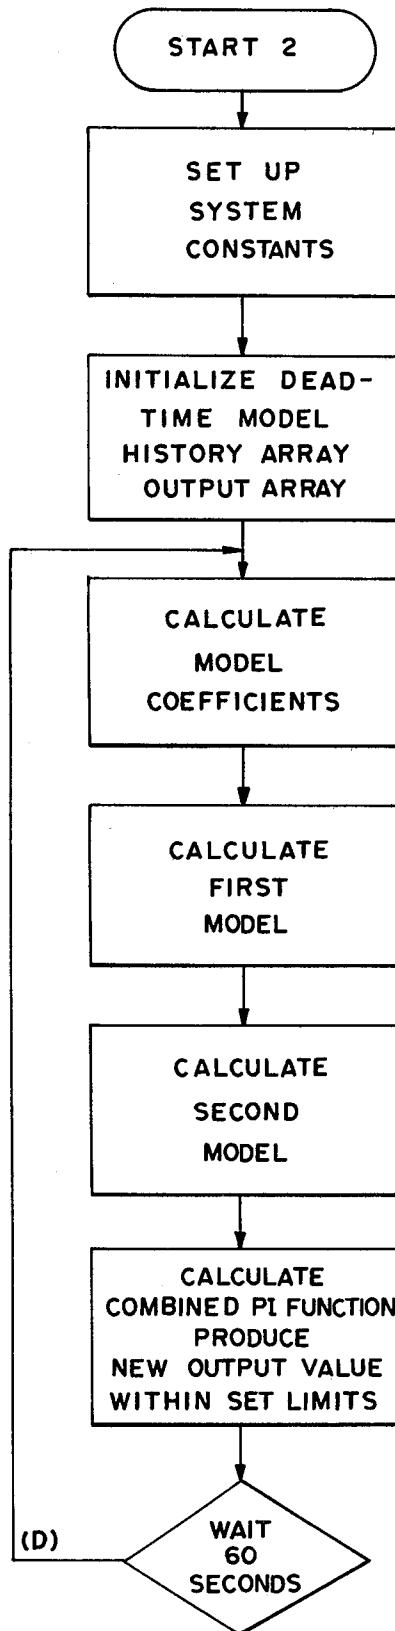 START 2
SET UP
SYSTEM
CONSTANTS
INITIALIZE DEAD-
TIME MODEL
HISTORY ARRAY
OUTPUT ARRAY
CALCULATE
MODEL
COEFFICIENTS
CALCULATE
FIRST
MODEL
CALCULATE
SECOND
MODEL
CALCULATE
COMBINED PI FUNCTION
PRODUCE
NEW OUTPUT VALUE
WITHIN SET LIMITS
(D)
WAIT
60
SECONDS